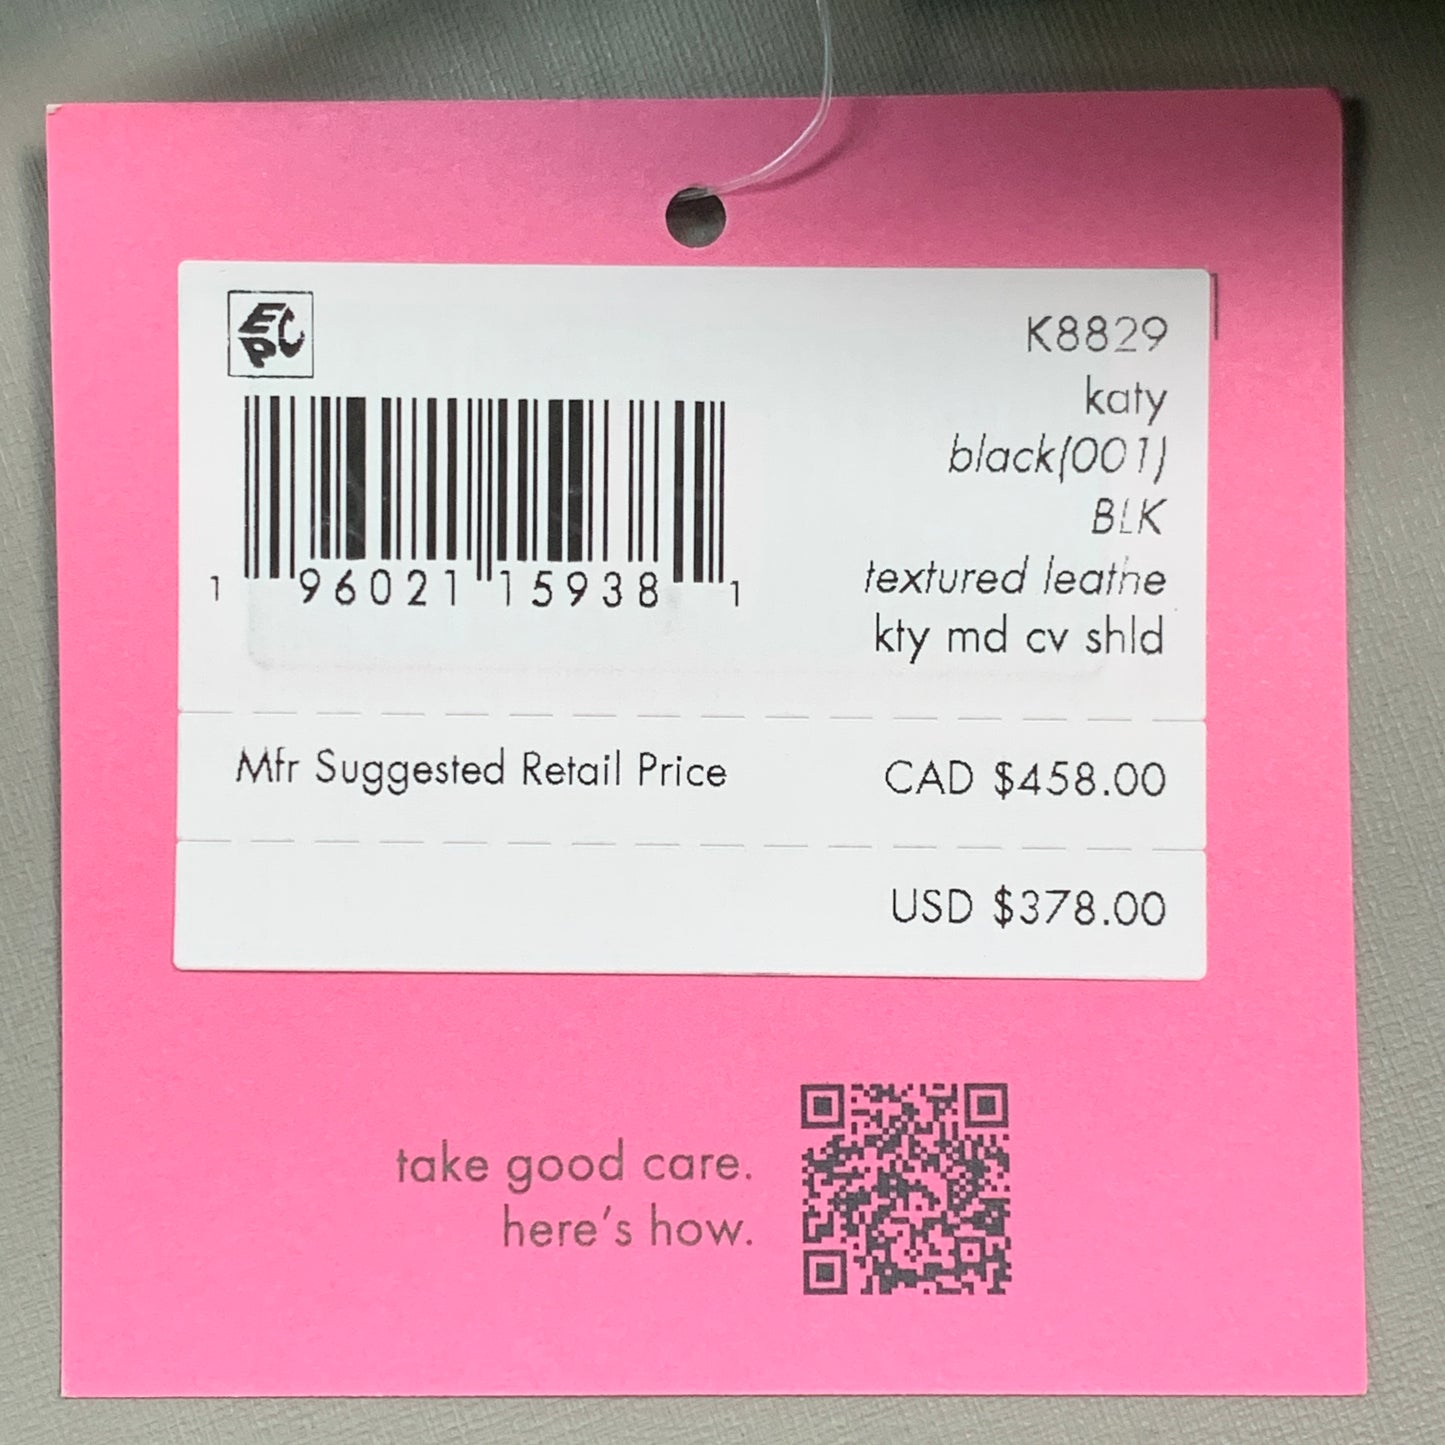 EPC
K8829
katy
black(001)
BLK
textured leathe
kty md cv shld
1 96021 15938 1
Mfr Suggested Retail Price CAD $458.00
USD $378.00
take good care.
here's how.